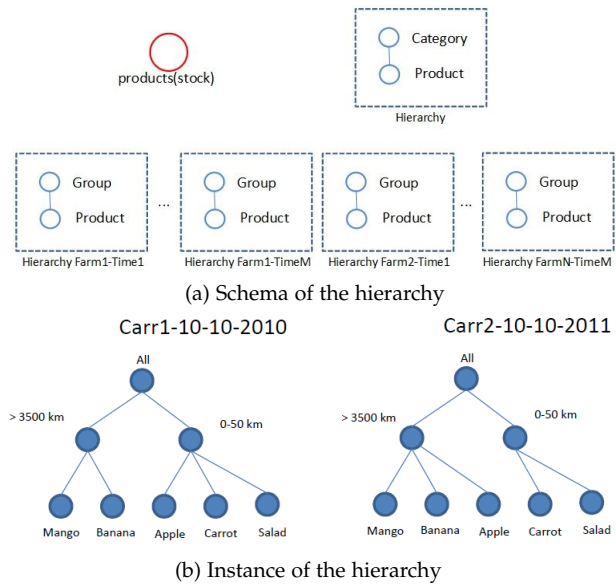 products(stock)
Category
Product
Hierarchy
Group
Product
...
Group
Product
Group
Product
...
Group
Product
Hierarchy Farm1-Time1
Hierarchy Farm1-TimeM
Hierarchy Farm2-Time1
Hierarchy FarmN-TimeM
(a) Schema of the hierarchy
Carr1-10-10-2010
Carr2-10-10-2011
All
> 3500 km
0-50 km
Mango
Banana
Apple
Carrot
Salad
All
> 3500 km
0-50 km
Mango
Banana
Apple
Carrot
Salad
(b) Instance of the hierarchy